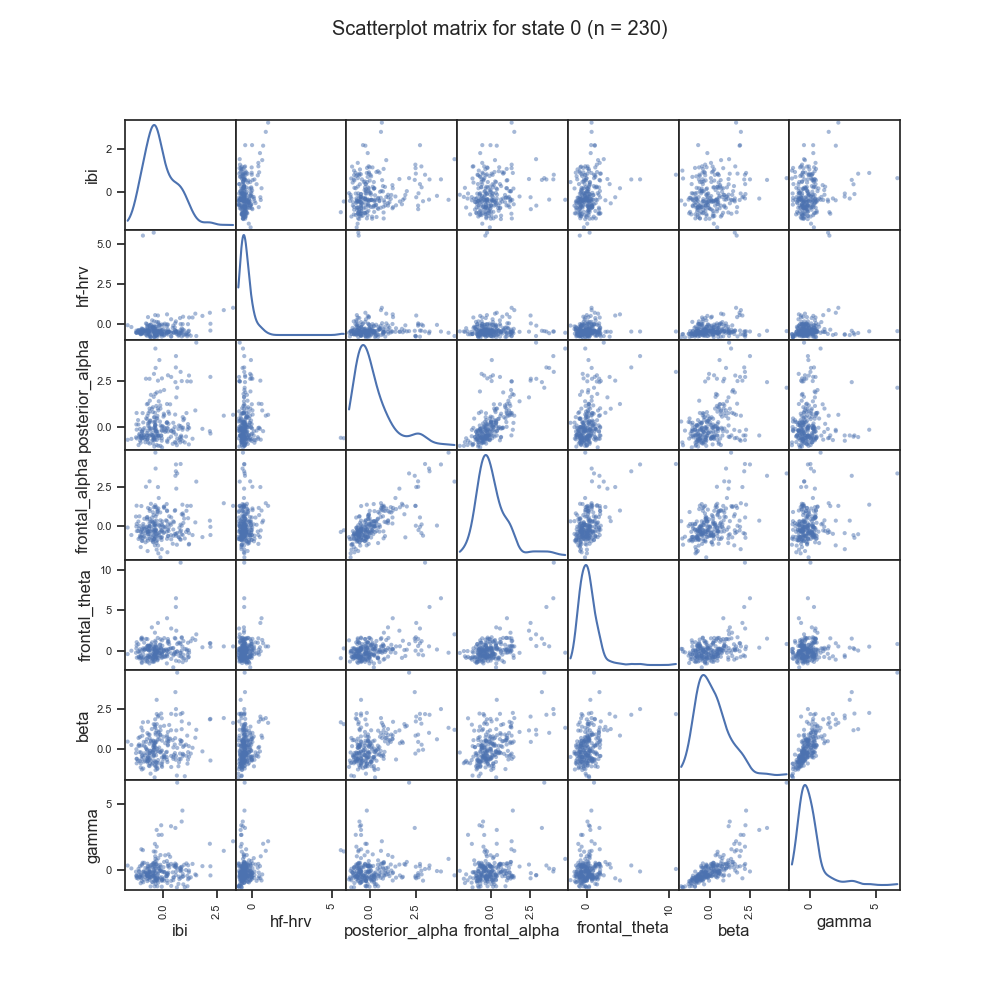 Scatterplot matrix for state 0 (n = 230)
ibi
2
0
hf-hrv
5.0
2.5
0.0
posterior_alpha
2.5
0.0
frontal_alpha
2.5
0.0
frontal_theta
10
5
0
beta
2.5
0.0
gamma
5
0
0.0 2.5 0 5 0.0 2.5 0.0 2.5 0 10 0.0 2.5 0 5
ibi hf-hrv posterior_alpha frontal_alpha frontal_theta beta gamma